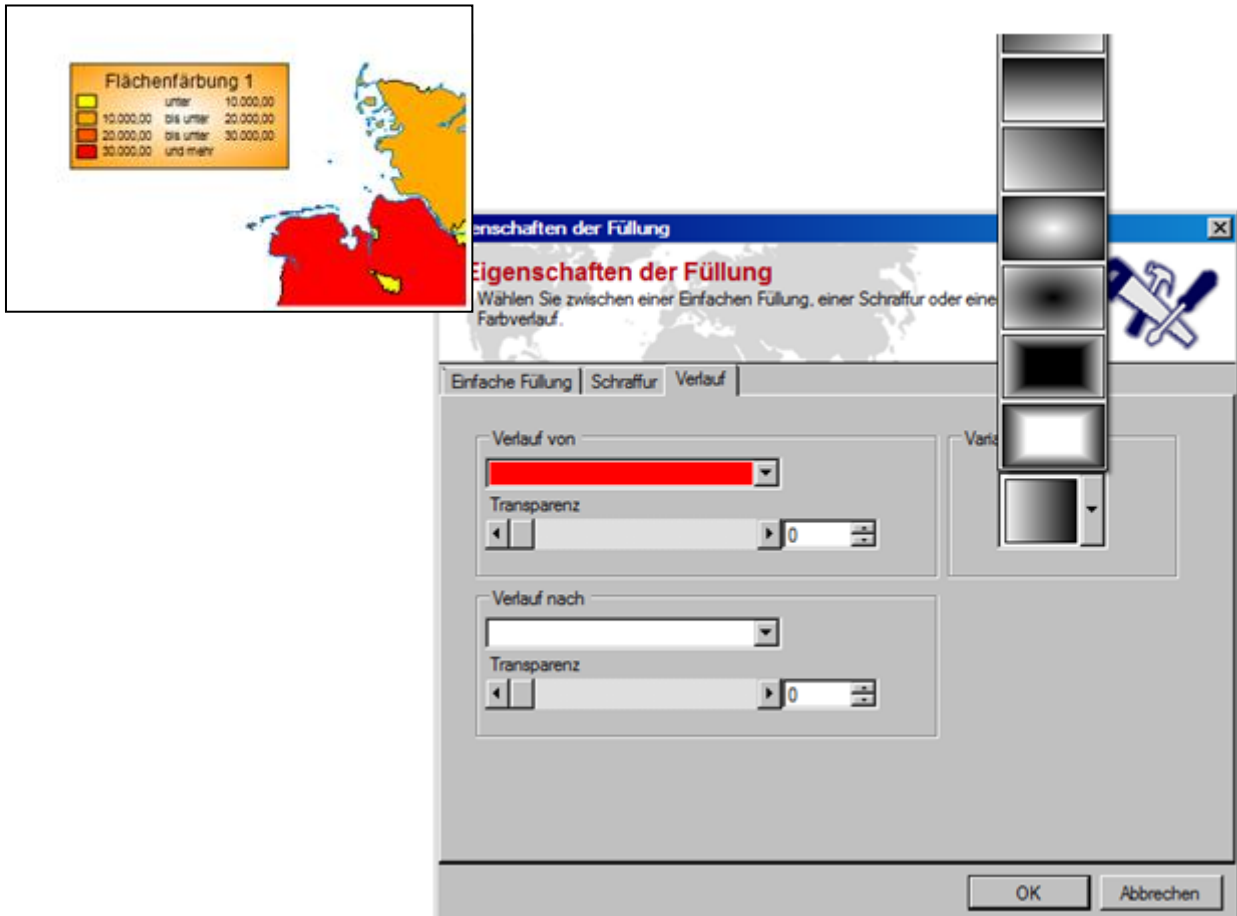 Flächenfärbung 1
unter 10.000,00
10.000,00 bis unter 20.000,00
20.000,00 bis unter 30.000,00
30.000,00 und mehr
enschaften der Füllung
Eigenschaften der Füllung
Wählen Sie zwischen einer Einfachen Füllung, einer Schraffur oder eine
Farbverlauf.
Einfache Füllung Schraffur Verlauf
Verlauf von
Varia
Transparenz
0
Verlauf nach
Transparenz
0
OK Abbrechen